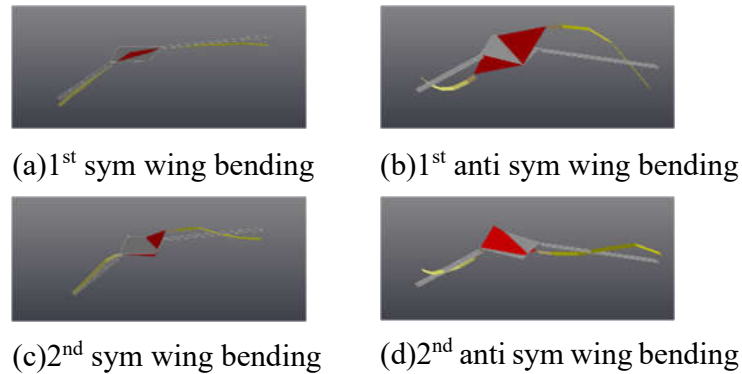 (a)1st sym wing bending
(b)1st anti sym wing bending
(c)2nd sym wing bending
(d)2nd anti sym wing bending